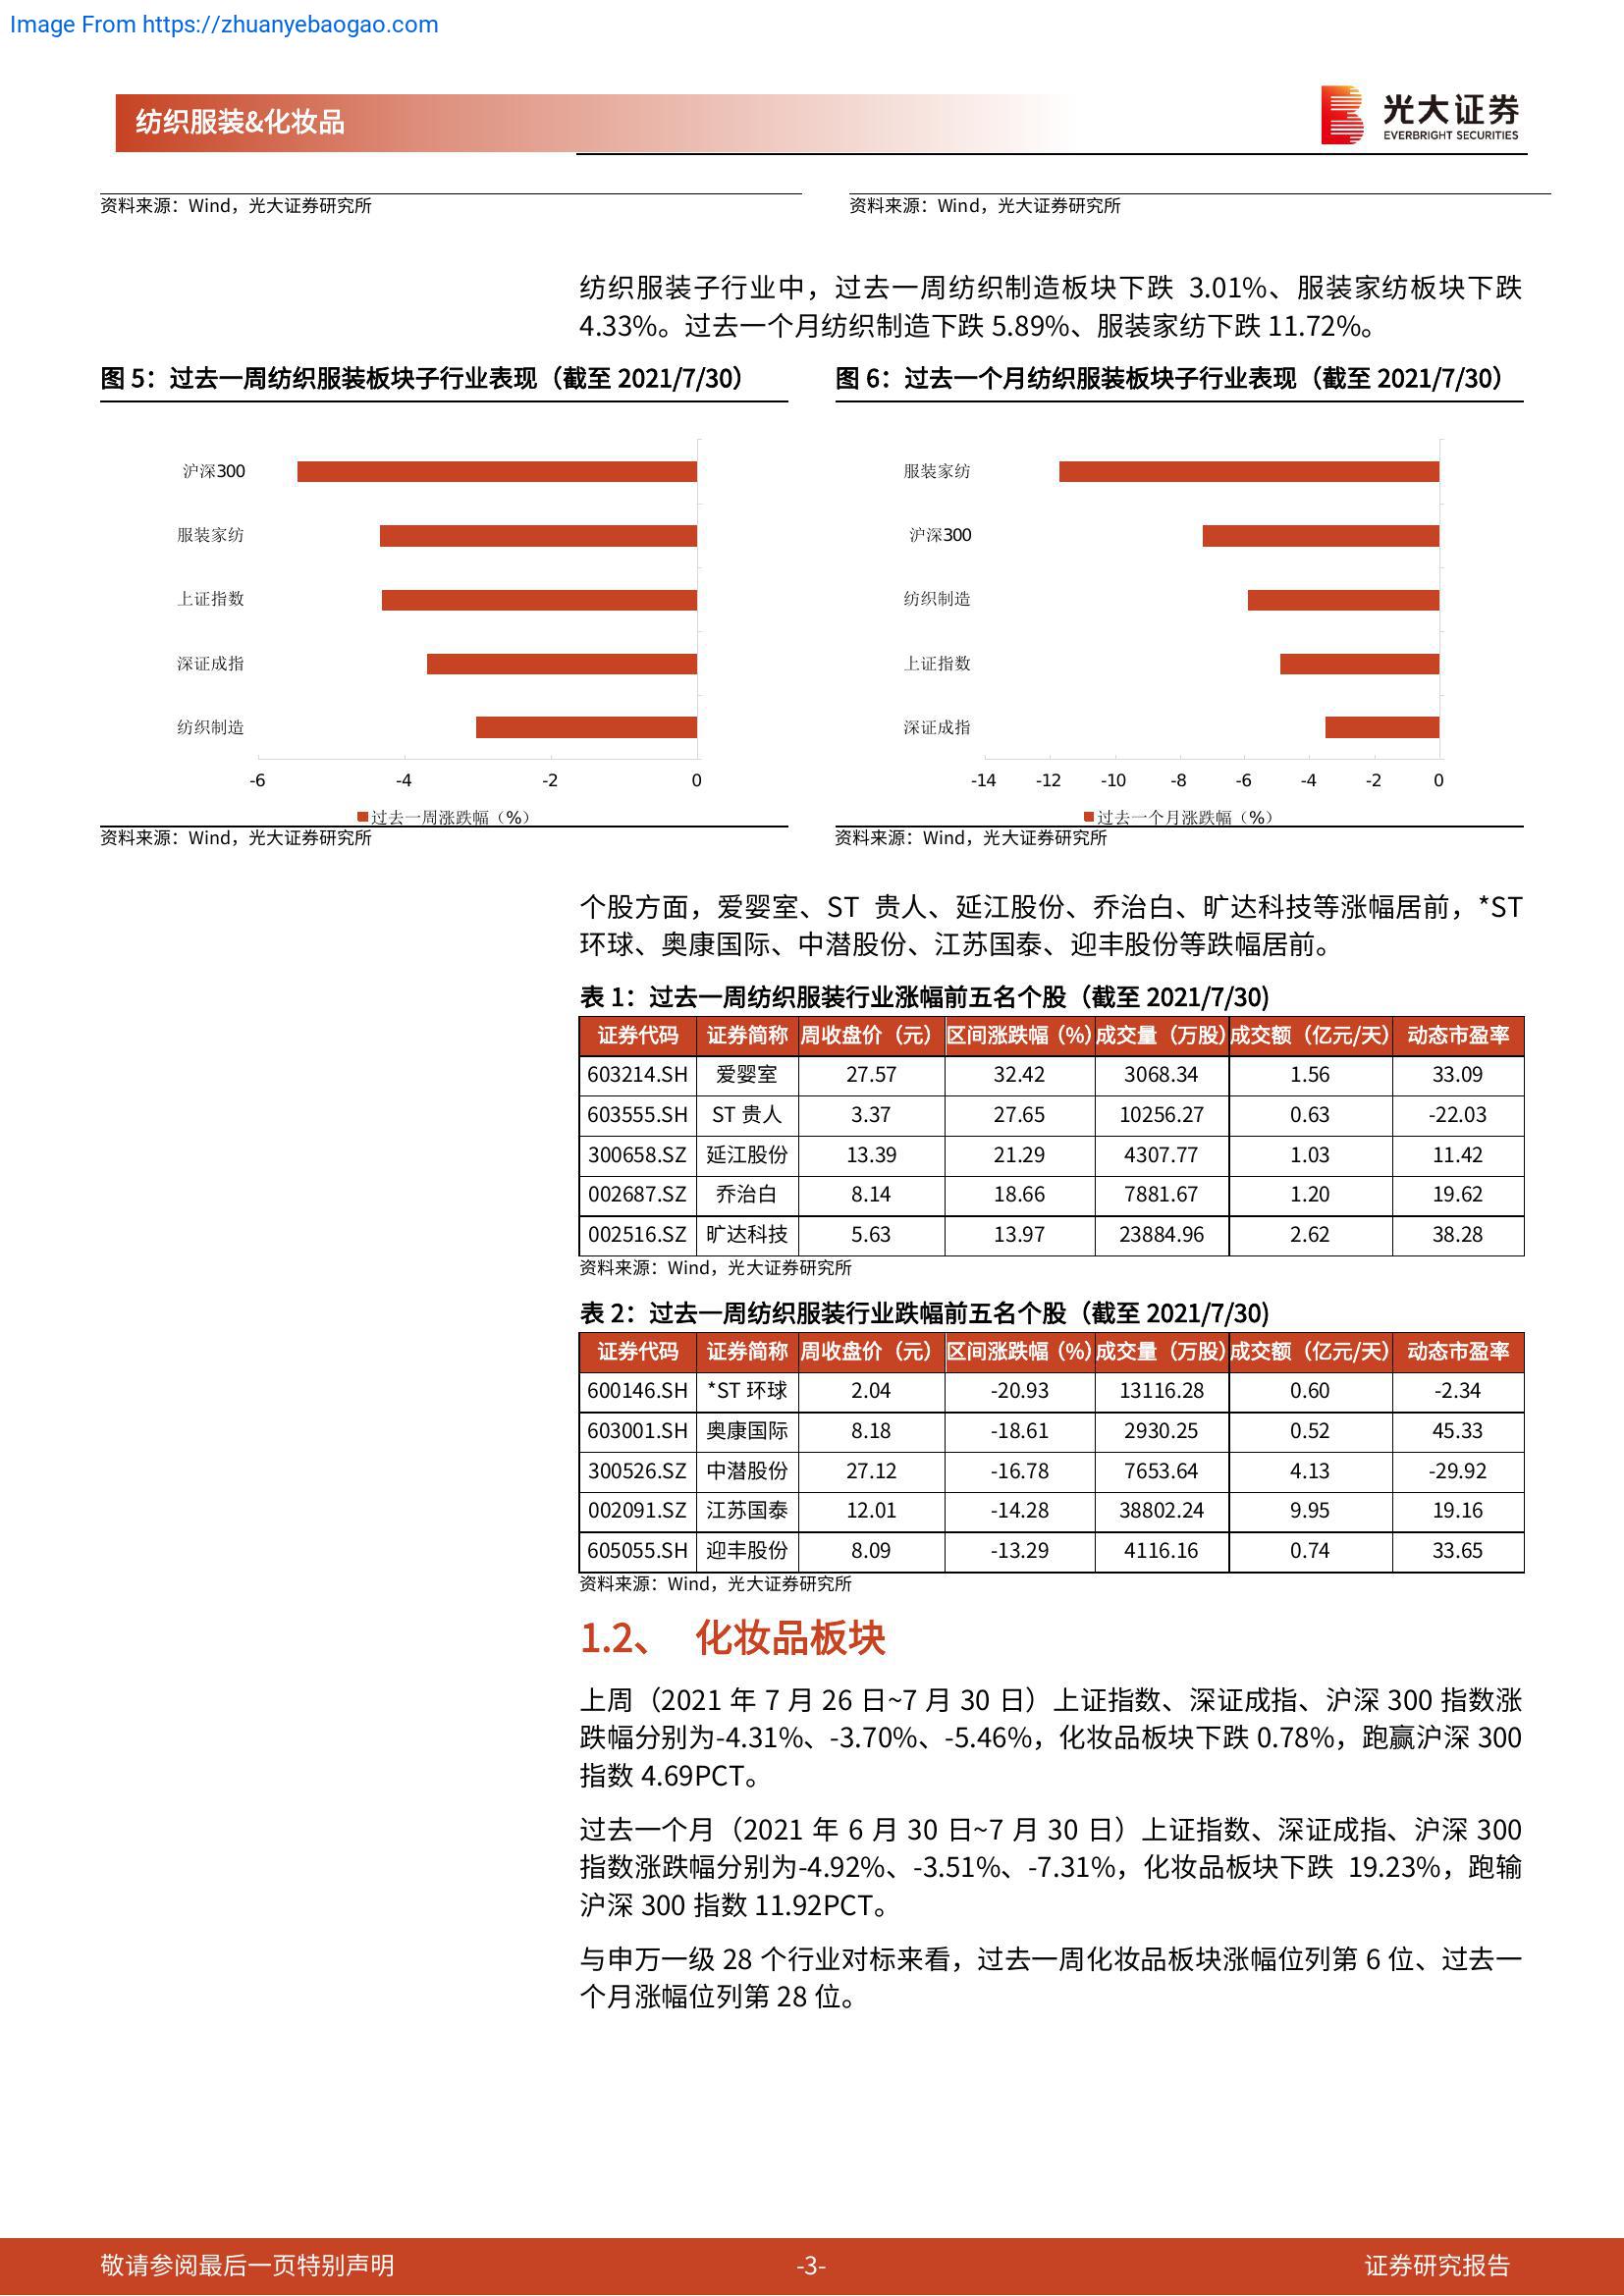 Image From https://zhuanyebaogao.com
纺织服装&化妆品
光大证券
EVERBRIGHT SECURITIES
资料来源：Wind，光大证券研究所
资料来源：Wind，光大证券研究所
纺织服装子行业中，过去一周纺织制造板块下跌 3.01%、服装家纺板块下跌
4.33%。过去一个月纺织制造下跌 5.89%、服装家纺下跌 11.72%。
图 5：过去一周纺织服装板块子行业表现（截至 2021/7/30）
沪深300
服装家纺
上证指数
深证成指
纺织制造
-6 -4 -2 0
过去一周涨跌幅（%）
资料来源：Wind，光大证券研究所
图 6：过去一个月纺织服装板块子行业表现（截至 2021/7/30）
服装家纺
沪深300
纺织制造
上证指数
深证成指
-14 -12 -10 -8 -6 -4 -2 0
过去一个月涨跌幅（%）
资料来源：Wind，光大证券研究所
个股方面，爱婴室、ST 贵人、延江股份、乔治白、旷达科技等涨幅居前，*ST
环球、奥康国际、中潜股份、江苏国泰、迎丰股份等跌幅居前。
表 1：过去一周纺织服装行业涨幅前五名个股（截至 2021/7/30)
证券代码 证券简称 周收盘价（元） 区间涨跌幅（%） 成交量（万股） 成交额（亿元/天） 动态市盈率
603214.SH 爱婴室 27.57 32.42 3068.34 1.56 33.09
603555.SH ST 贵人 3.37 27.65 10256.27 0.63 -22.03
300658.SZ 延江股份 13.39 21.29 4307.77 1.03 11.42
002687.SZ 乔治白 8.14 18.66 7881.67 1.20 19.62
002516.SZ 旷达科技 5.63 13.97 23884.96 2.62 38.28
资料来源：Wind，光大证券研究所
表 2：过去一周纺织服装行业跌幅前五名个股（截至 2021/7/30)
证券代码 证券简称 周收盘价（元） 区间涨跌幅（%） 成交量（万股） 成交额（亿元/天） 动态市盈率
600146.SH *ST 环球 2.04 -20.93 13116.28 0.60 -2.34
603001.SH 奥康国际 8.18 -18.61 2930.25 0.52 45.33
300526.SZ 中潜股份 27.12 -16.78 7653.64 4.13 -29.92
002091.SZ 江苏国泰 12.01 -14.28 38802.24 9.95 19.16
605055.SH 迎丰股份 8.09 -13.29 4116.16 0.74 33.65
资料来源：Wind，光大证券研究所
1.2、 化妆品板块
上周（2021 年 7 月 26 日~7 月 30 日）上证指数、深证成指、沪深 300 指数涨
跌幅分别为-4.31%、-3.70%、-5.46%，化妆品板块下跌 0.78%，跑赢沪深 300
指数 4.69PCT。
过去一个月（2021 年 6 月 30 日~7 月 30 日）上证指数、深证成指、沪深 300
指数涨跌幅分别为-4.92%、-3.51%、-7.31%，化妆品板块下跌 19.23%，跑输
沪深 300 指数 11.92PCT。
与申万一级 28 个行业对标来看，过去一周化妆品板块涨幅位列第 6 位、过去一
个月涨幅位列第 28 位。
敬请参阅最后一页特别声明
-3-
证券研究报告